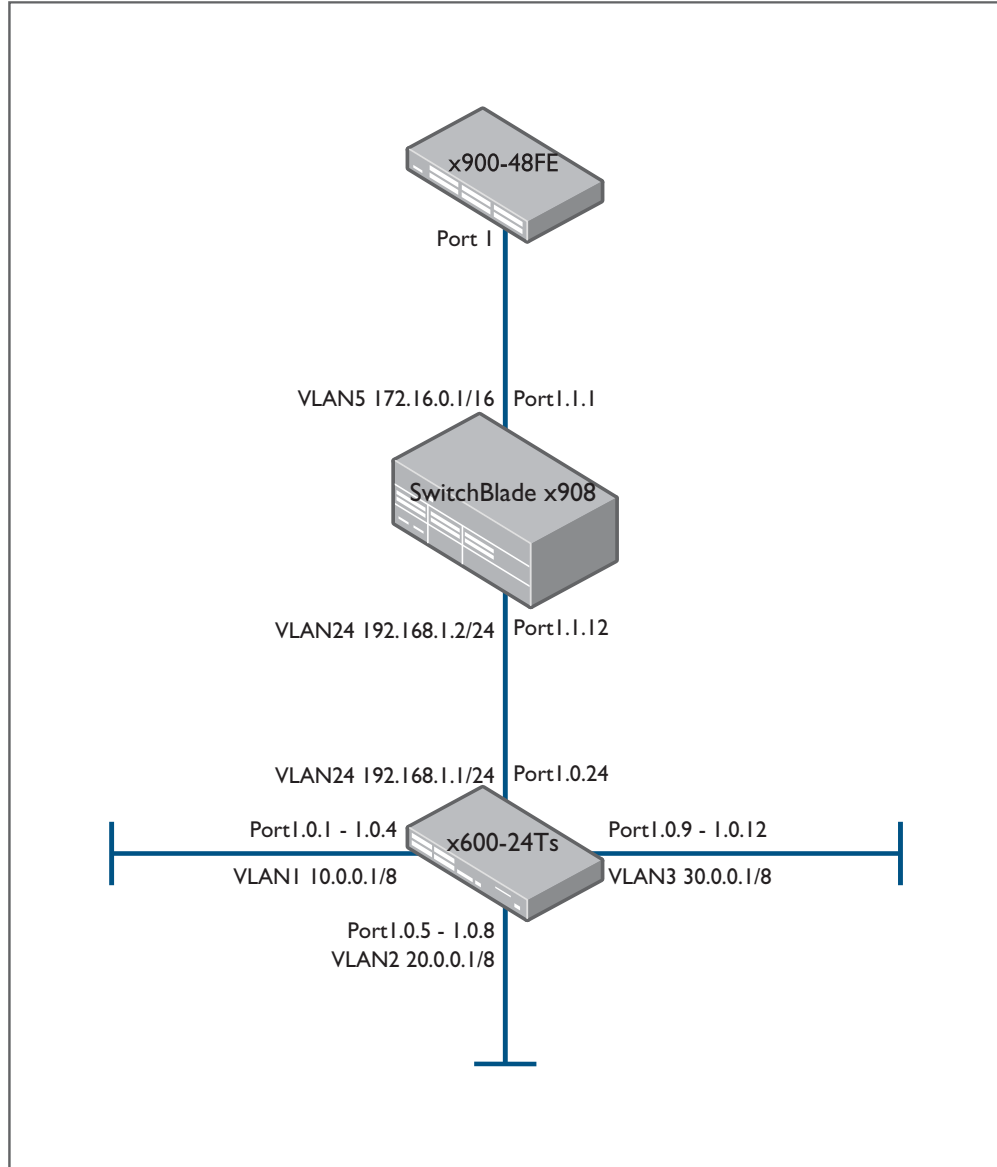 x900-48FE
Port 1
VLAN5 172.16.0.1/16 Port1.1.1
SwitchBlade x908
VLAN24 192.168.1.2/24 Port1.1.12
VLAN24 192.168.1.1/24 Port1.0.24
Port1.0.1 - 1.0.4
x600-24Ts
Port1.0.9 - 1.0.12
VLAN1 10.0.0.1/8
VLAN3 30.0.0.1/8
Port1.0.5 - 1.0.8
VLAN2 20.0.0.1/8